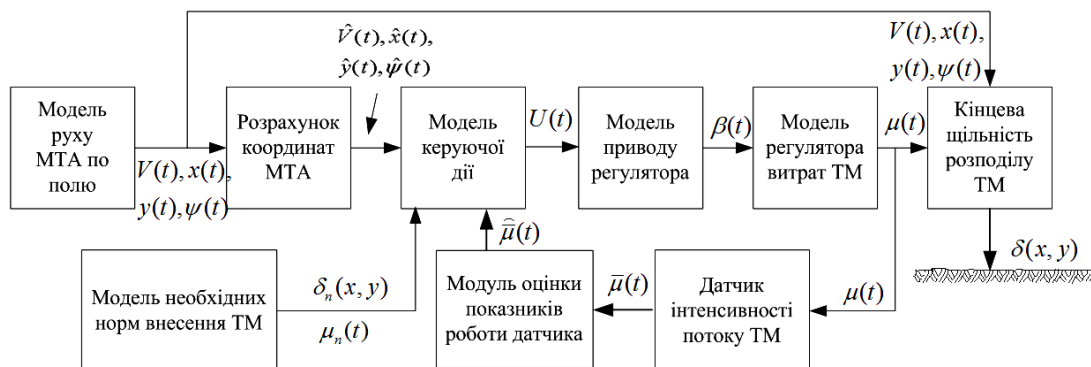 V̂(t), x̂(t),
ŷ(t), ψ̂(t)
V(t), x(t),
y(t), ψ(t)
Модель
руху
МТА по
полю
V(t), x(t),
y(t), ψ(t)
Розрахунок
координат
МТА
Модель
керуючої
дії
U(t)
Модель
приводу
регулятора
β(t)
Модель
регулятора
витрат ТМ
μ(t)
Кінцева
щільність
розподілу
ТМ
δ(x, y)
Модель необхідних
норм внесення ТМ
δₙ(x, y)
μₙ(t)
μ̄̂(t)
Модуль оцінки
показників
роботи датчика
μ̄(t)
Датчик
інтенсивності
потоку ТМ
μ(t)